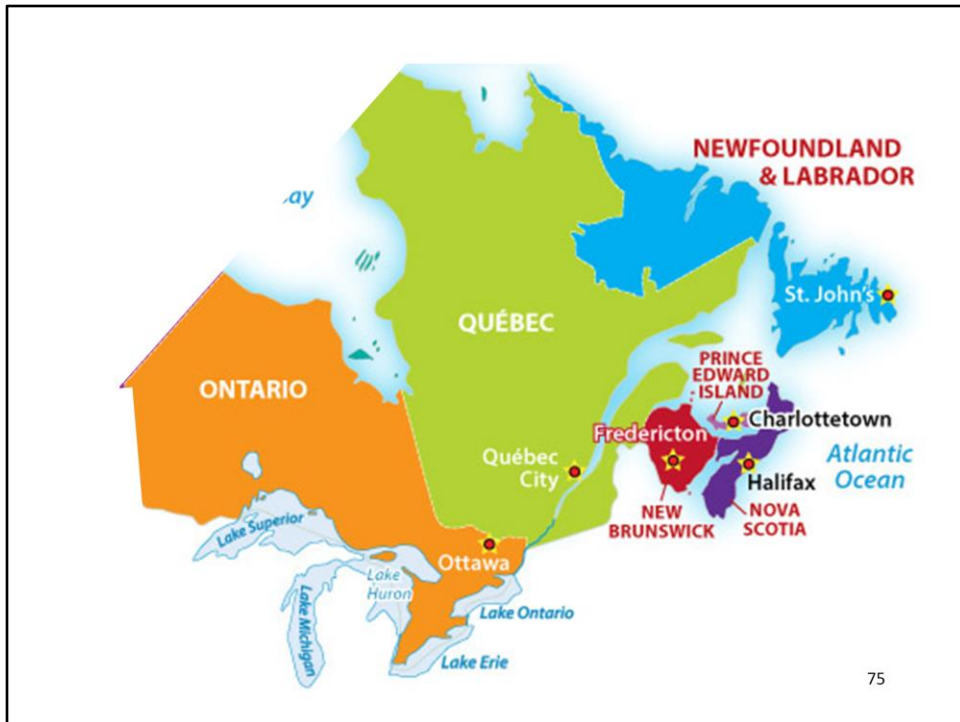 NEWFOUNDLAND
& LABRADOR
ay
St. John's
QUÉBEC
PRINCE
EDWARD
ISLAND
ONTARIO
Charlottetown
Fredericton
Québec
City
Atlantic
Ocean
Halifax
NEW
BRUNSWICK
NOVA
SCOTIA
Lake Superior
Ottawa
Lake
Huron
Lake Michigan
Lake Ontario
Lake Erie
75